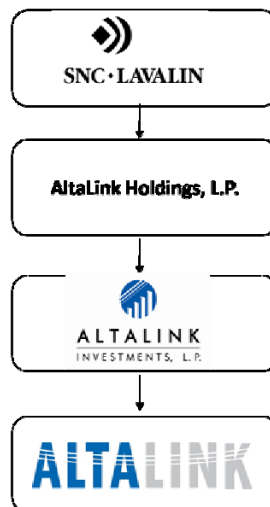 SNC·LAVALIN
AltaLink Holdings, L.P.
ALTALINK
INVESTMENTS, L.P.
ALTALINK